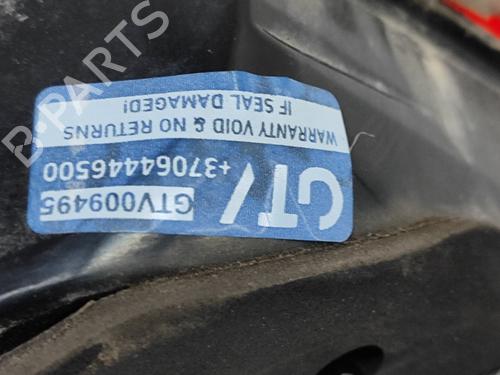 GTV
GTV009495
+37064446500
WARRANTY VOID & NO RETURNS
IF SEAL DAMAGED!
B-PARTS